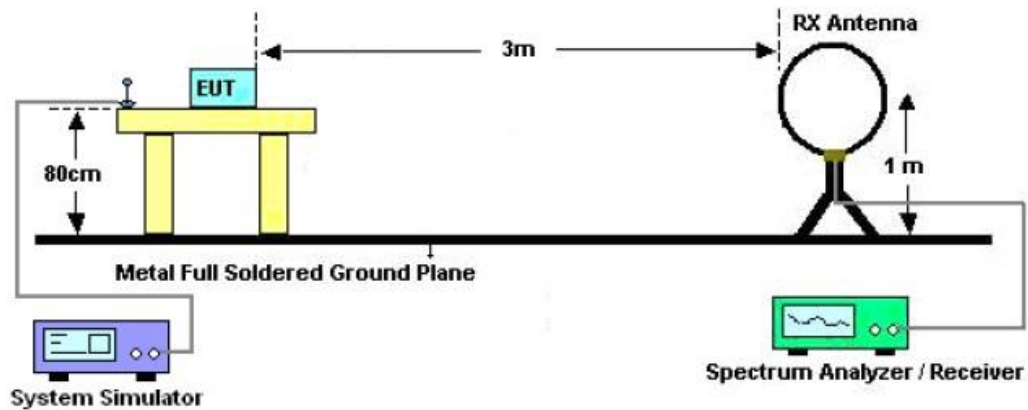 RX Antenna
3m
EUT
80cm
1 m
Metal Full Soldered Ground Plane
System Simulator
Spectrum Analyzer / Receiver